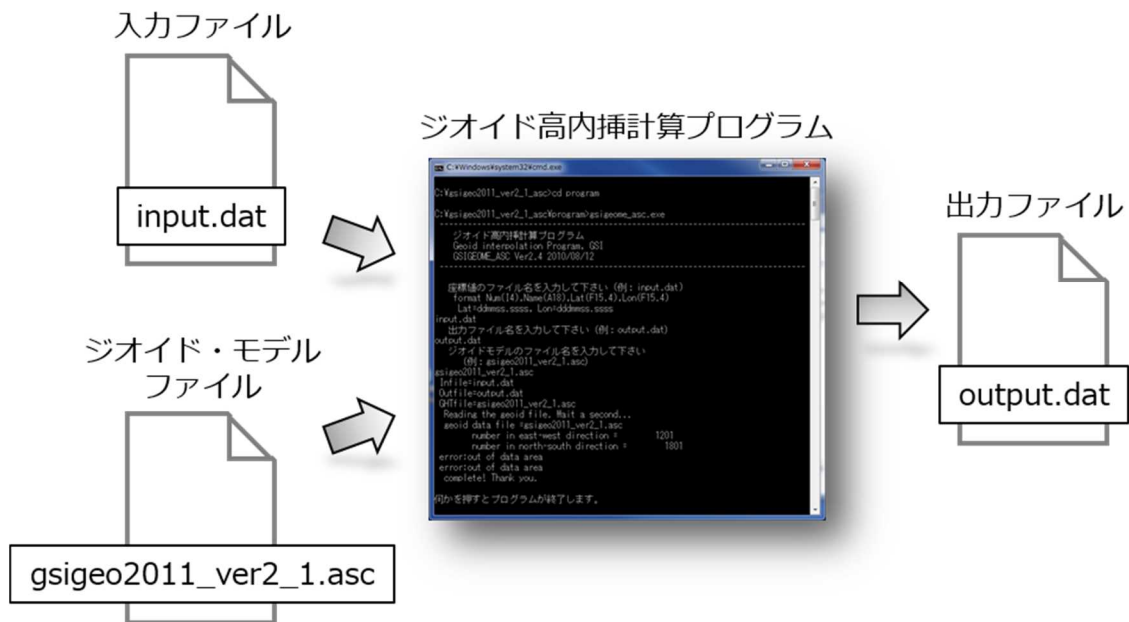 入力ファイル
input.dat
ジオイド・モデル
ファイル
gsigeo2011_ver2_1.asc
ジオイド高内挿計算プログラム
C:¥Windows¥system32¥cmd.exe
C:¥gsigeo2011_ver2_1_asc>cd program
C:¥gsigeo2011_ver2_1_asc¥program>gsigeome_asc.exe
ジオイド高内挿計算プログラム
Geoid interpolation Program. GSI
GSIGEOME_ASC Ver2.4 2010/08/12
座標値のファイル名を入力して下さい (例:input.dat)
format Num(I4),Name(A18),Lat(F15.4),Lon(F15.4)
Lat=ddmmss.ssss. Lon=dddmmss.ssss
input.dat
出力ファイル名を入力して下さい (例:output.dat)
output.dat
ジオイドモデルのファイル名を入力して下さい
(例:gsigeo2011_ver2_1.asc)
gsigeo2011_ver2_1.asc
Infile=input.dat
Outfile=output.dat
GHTfile=gsigeo2011_ver2_1.asc
Reading the geoid file. Wait a second...
geoid data file =gsigeo2011_ver2_1.asc
number in east-west direction = 1201
number in north-south direction = 1801
error:out of data area
error:out of data area
complete! Thank you.
何かを押すとプログラムが終了します。
出力ファイル
output.dat